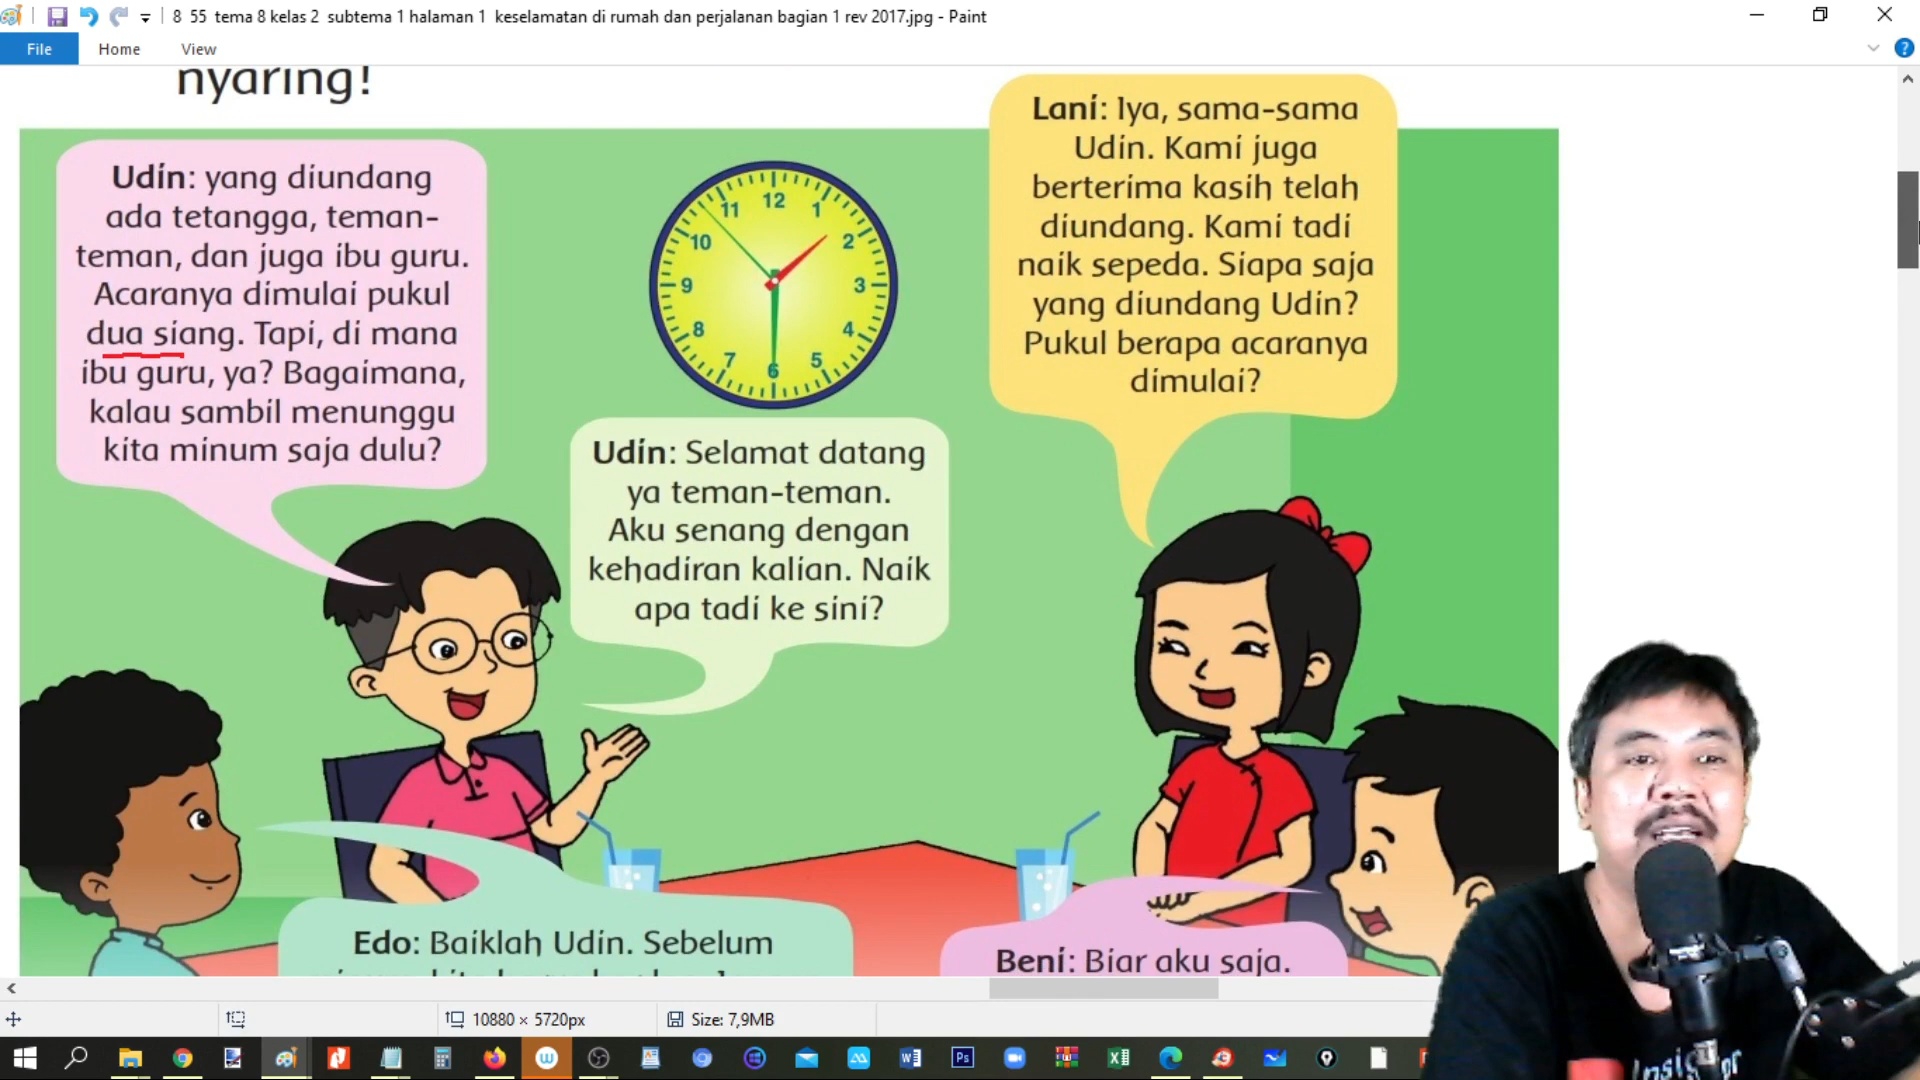 8 55 tema 8 kelas 2 subtema 1 halaman 1 keselamatan di rumah dan perjalanan bagian 1 rev 2017.jpg - Paint
File Home View
nyaring!
Udin: yang diundang
ada tetangga, teman-
teman, dan juga ibu guru.
Acaranya dimulai pukul
dua siang. Tapi, di mana
ibu guru, ya? Bagaimana,
kalau sambil menunggu
kita minum saja dulu?
12
1
2
3
4
5
6
7
8
9
10
11
Lani: Iya, sama-sama
Udin. Kami juga
berterima kasih telah
diundang. Kami tadi
naik sepeda. Siapa saja
yang diundang Udin?
Pukul berapa acaranya
dimulai?
Udin: Selamat datang
ya teman-teman.
Aku senang dengan
kehadiran kalian. Naik
apa tadi ke sini?
Edo: Baiklah Udin. Sebelum
Beni: Biar aku saja.
10880 × 5720px
Size: 7,9MB